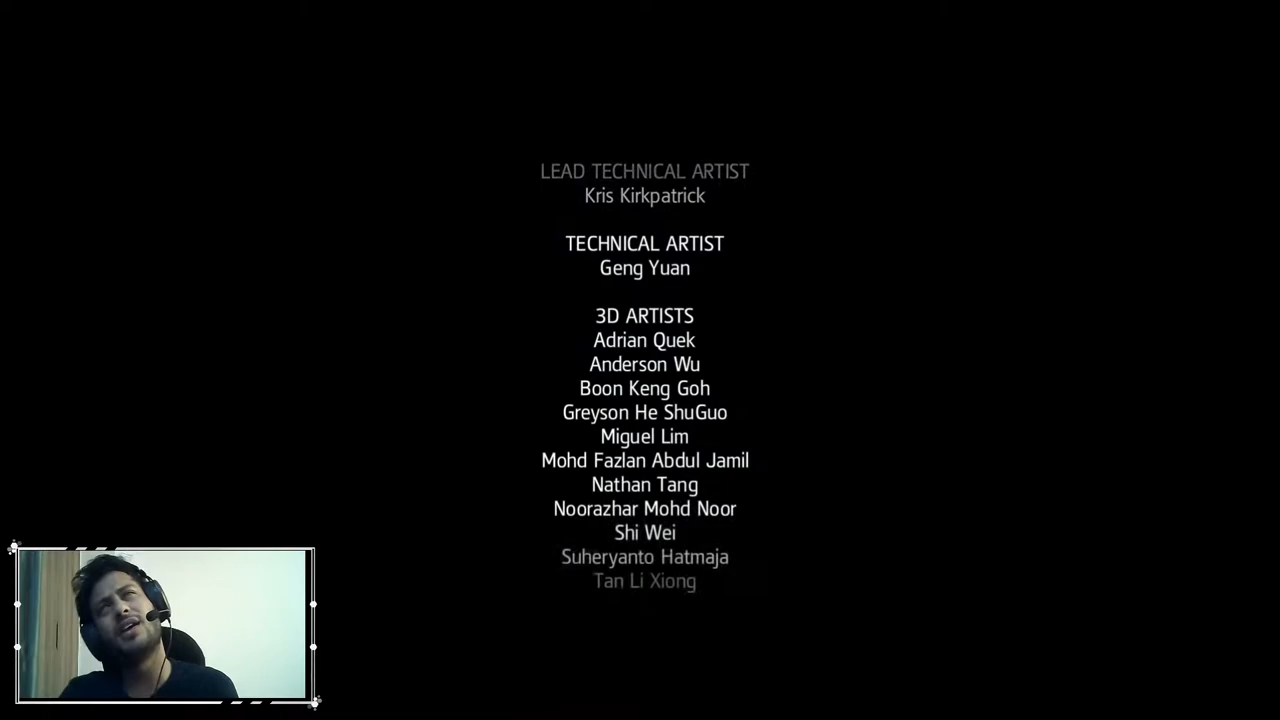 LEAD TECHNICAL ARTIST
Kris Kirkpatrick
TECHNICAL ARTIST
Geng Yuan
3D ARTISTS
Adrian Quek
Anderson Wu
Boon Keng Goh
Greyson He ShuGuo
Miguel Lim
Mohd Fazlan Abdul Jamil
Nathan Tang
Noorazhar Mohd Noor
Shi Wei
Suheryanto Hatmaja
Tan Li Xiong